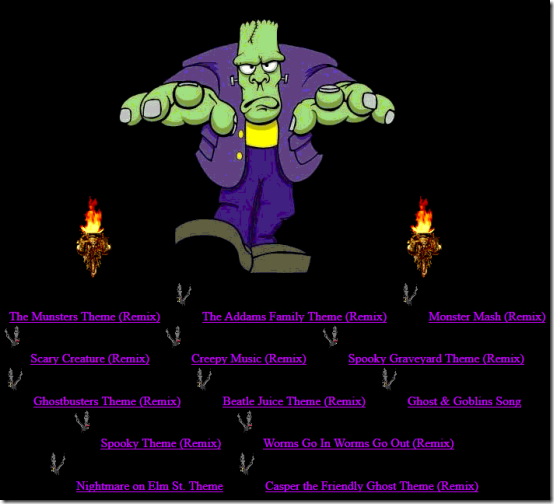 The Munsters Theme (Remix) The Addams Family Theme (Remix) Monster Mash (Remix)
Scary Creature (Remix) Creepy Music (Remix) Spooky Graveyard Theme (Remix)
Ghostbusters Theme (Remix) Beatle Juice Theme (Remix) Ghost & Goblins Song
Spooky Theme (Remix) Worms Go In Worms Go Out (Remix)
Nightmare on Elm St. Theme Casper the Friendly Ghost Theme (Remix)